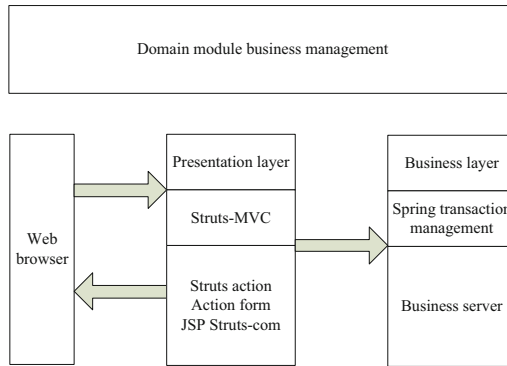 Domain module business management
Web
browser
Presentation layer
Struts-MVC
Struts action
Action form
JSP Struts-com
Business layer
Spring transaction
management
Business server